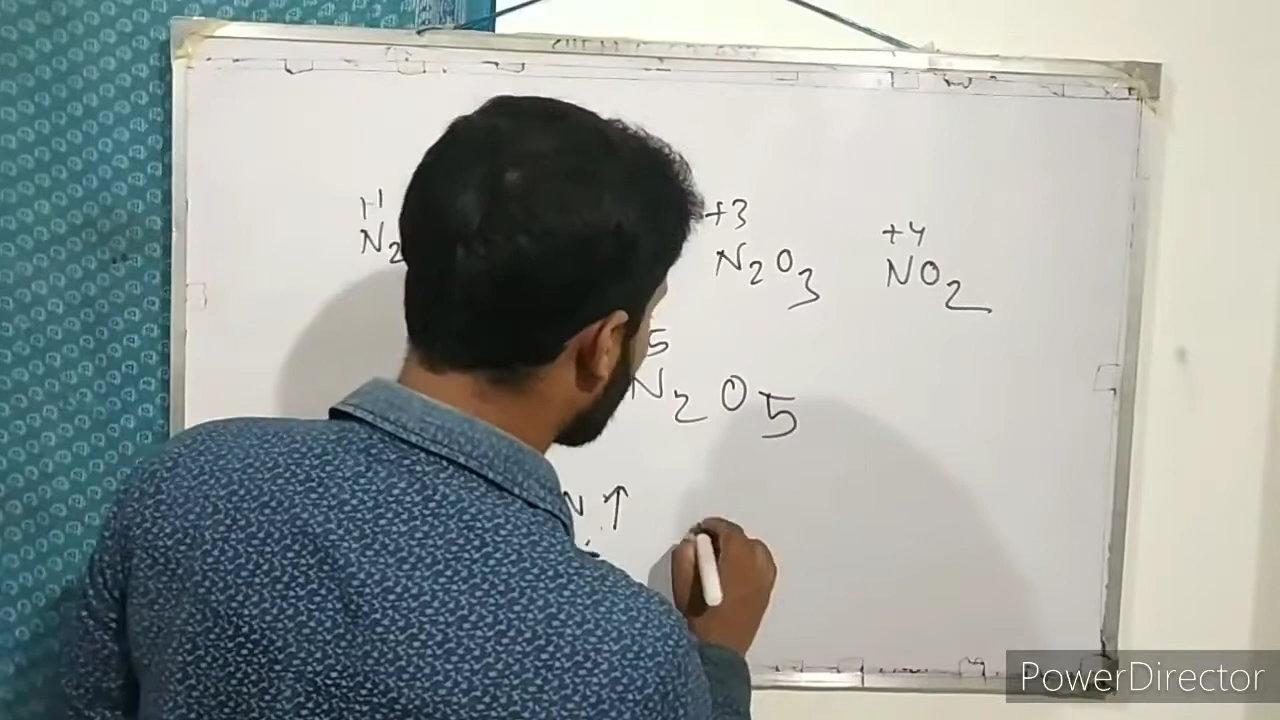 +1 +3 +4
N2 N2O3 NO2
5
N2O5
N ↑
PowerDirector